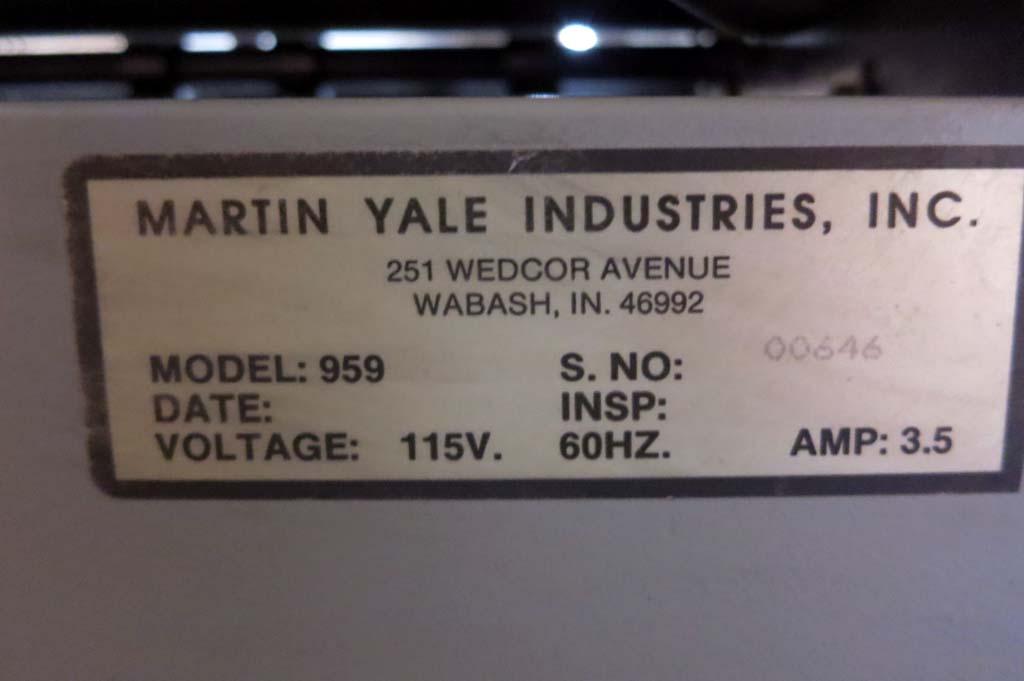 MARTIN YALE INDUSTRIES, INC.
251 WEDCOR AVENUE
WABASH, IN. 46992
MODEL: 959 S. NO: 00646
DATE: INSP:
VOLTAGE: 115V. 60HZ. AMP: 3.5